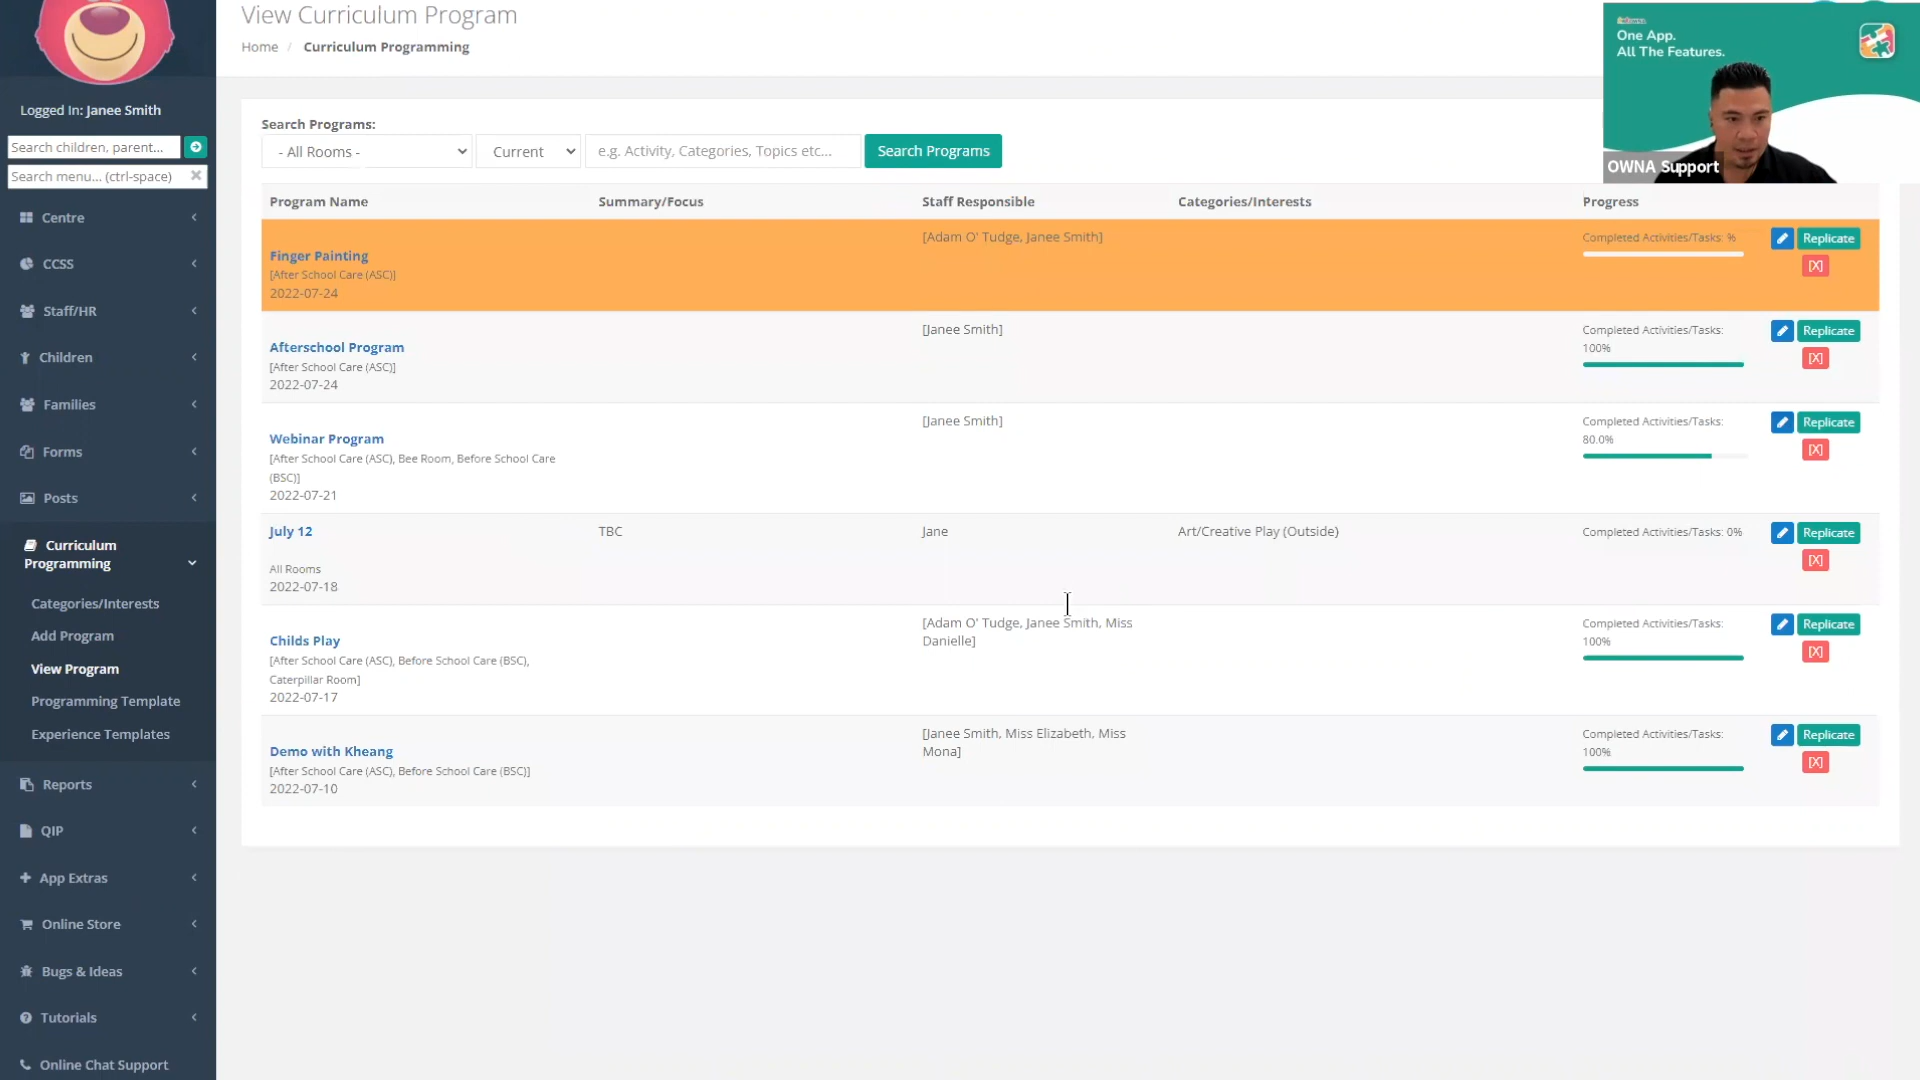 View Curriculum Program
Home / Curriculum Programming
One App.
All The Features.
OWNA Support
Logged In: Janee Smith
Search children, parent...
Search menu... (ctrl-space)
Centre
CCSS
Staff/HR
Children
Families
Forms
Posts
Curriculum
Programming
Categories/Interests
Add Program
View Program
Programming Template
Experience Templates
Reports
QIP
App Extras
Online Store
Bugs & Ideas
Tutorials
Online Chat Support
Search Programs:
- All Rooms -
Current
e.g. Activity, Categories, Topics etc...
Search Programs
Program Name Summary/Focus Staff Responsible Categories/Interests Progress
[Adam O' Tudge, Janee Smith] Completed Activities/Tasks: % Replicate
Finger Painting [X]
[After School Care (ASC)]
2022-07-24
[Janee Smith] Completed Activities/Tasks: Replicate
Afterschool Program 100% [X]
[After School Care (ASC)]
2022-07-24
[Janee Smith] Completed Activities/Tasks: Replicate
Webinar Program 80.0% [X]
[After School Care (ASC), Bee Room, Before School Care
(BSC)]
2022-07-21
July 12 TBC Jane Art/Creative Play (Outside) Completed Activities/Tasks: 0% Replicate
All Rooms [X]
2022-07-18
[Adam O' Tudge, Janee Smith, Miss Completed Activities/Tasks: Replicate
Childs Play Danielle] 100% [X]
[After School Care (ASC), Before School Care (BSC),
Caterpillar Room]
2022-07-17
[Janee Smith, Miss Elizabeth, Miss Completed Activities/Tasks: Replicate
Demo with Kheang Mona] 100% [X]
[After School Care (ASC), Before School Care (BSC)]
2022-07-10